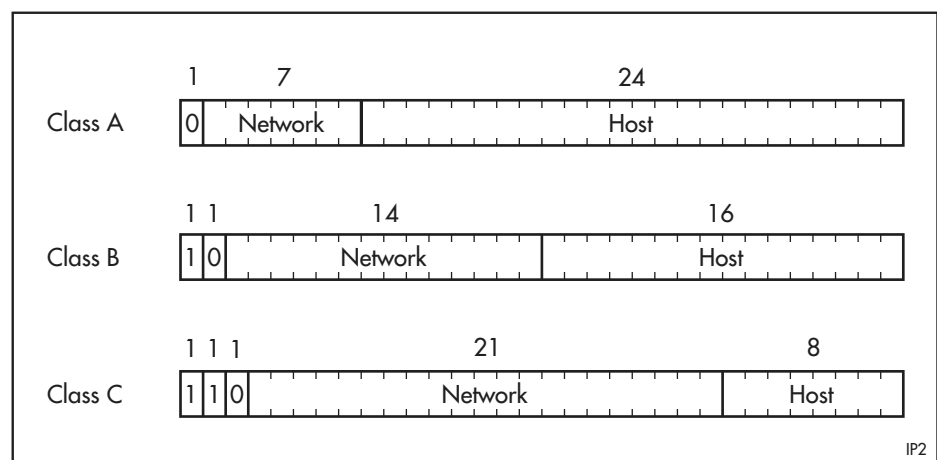 1 7 24
Class A 0 Network Host
1 1 14 16
Class B 1 0 Network Host
1 1 1 21 8
Class C 1 1 0 Network Host
IP2